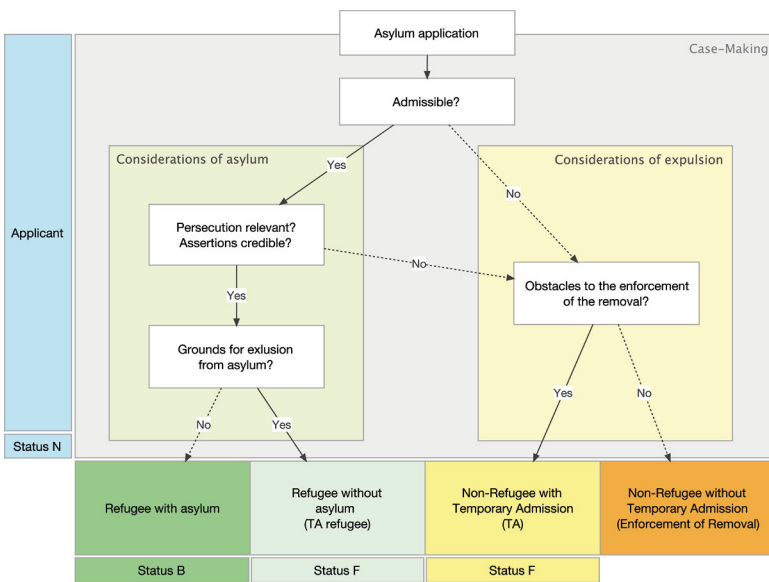 Asylum application
Case-Making
Admissible?
Considerations of asylum
Considerations of expulsion
Yes
No
Applicant
Persecution relevant?
Assertions credible?
No
Obstacles to the enforcement
of the removal?
Yes
Grounds for exlusion
from asylum?
No
Yes
Yes
No
Status N
Refugee with asylum
Refugee without
asylum
(TA refugee)
Non-Refugee with
Temporary Admission
(TA)
Non-Refugee without
Temporary Admission
(Enforcement of Removal)
Status B
Status F
Status F